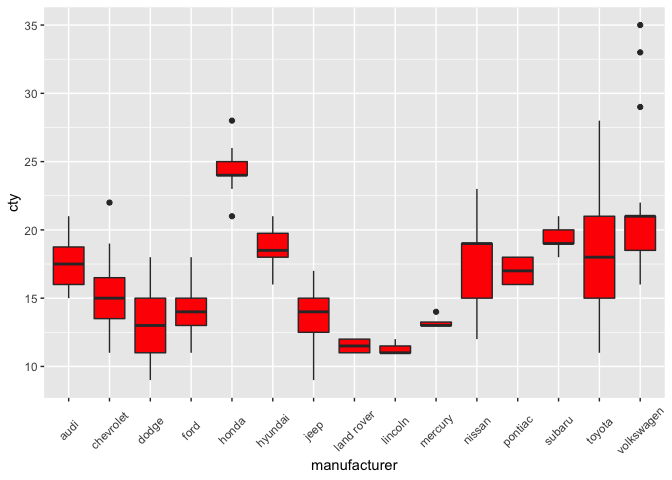 35
30
25
20
15
10
cty
audi
chevrolet
dodge
ford
honda
hyundai
jeep
land rover
lincoln
mercury
nissan
pontiac
subaru
toyota
volkswagen
manufacturer